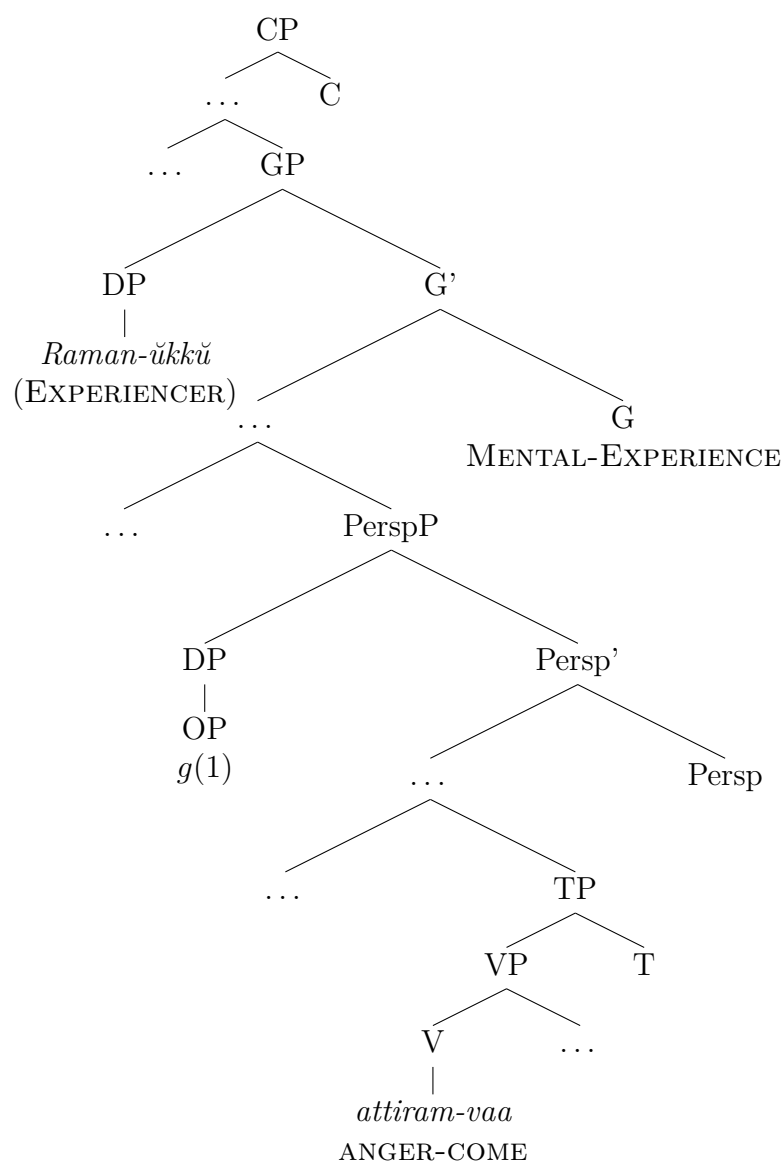 CP
… C
… GP
DP G’
Raman-ŭkkŭ
(EXPERIENCER)
… G
MENTAL-EXPERIENCE
… PerspP
DP Persp’
OP
g(1)
… Persp
… TP
VP T
V …
attiram-vaa
ANGER-COME